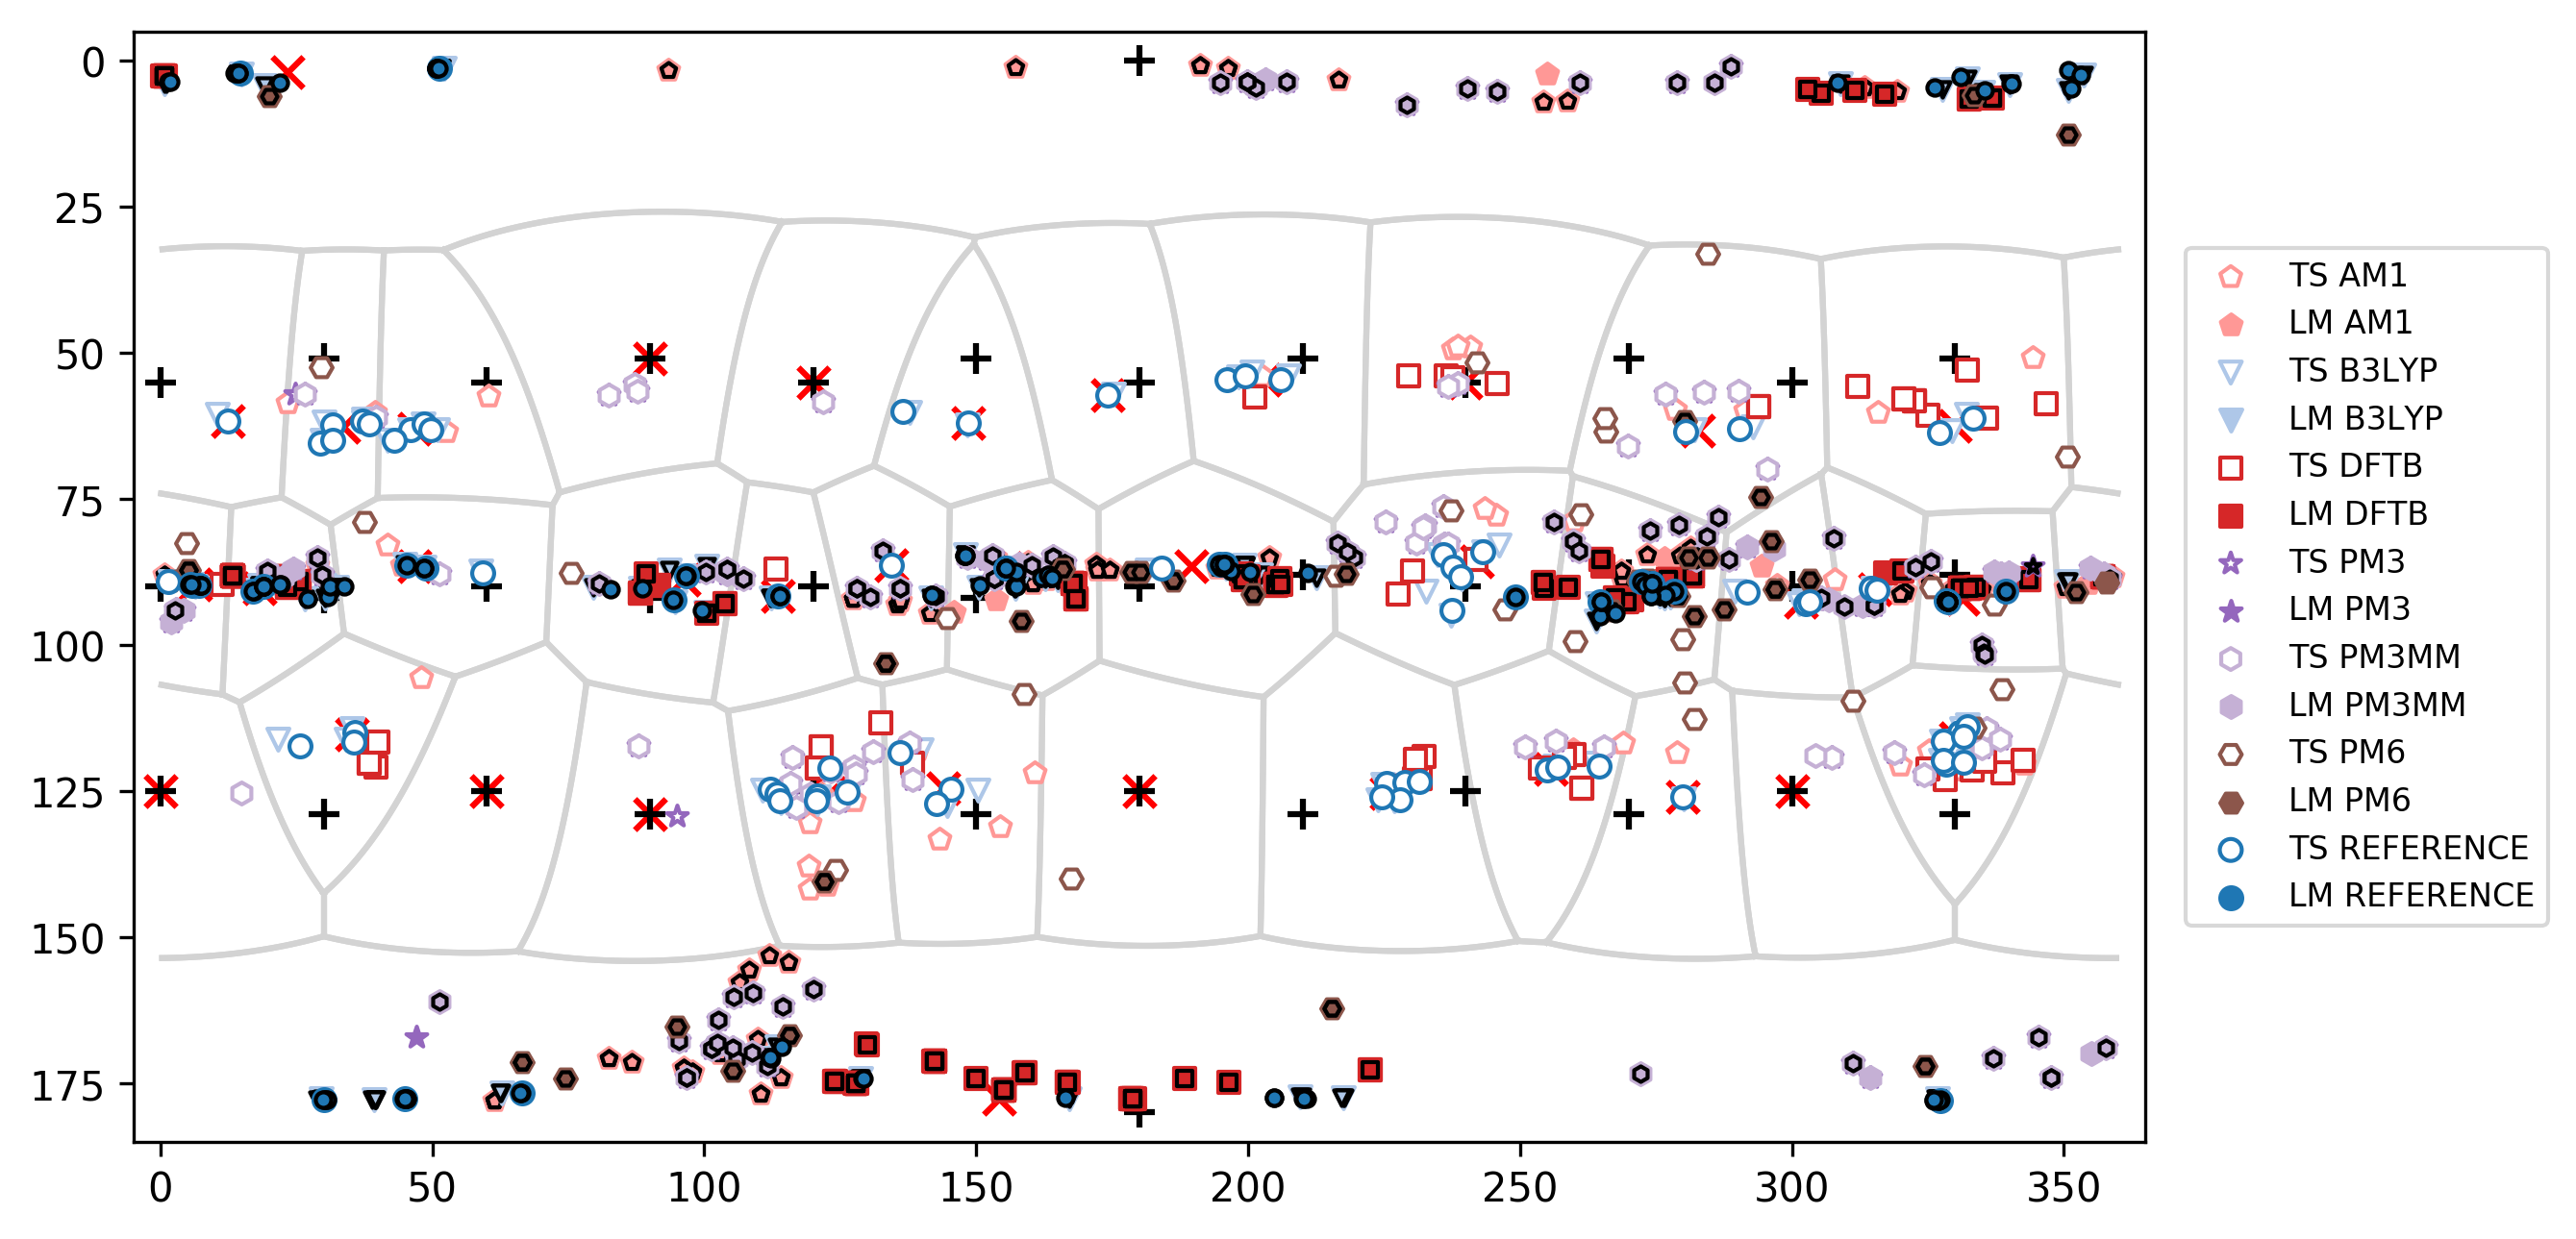 0
25
50
75
100
125
150
175
0
50
100
150
200
250
300
350
TS AM1
LM AM1
TS B3LYP
LM B3LYP
TS DFTB
LM DFTB
TS PM3
LM PM3
TS PM3MM
LM PM3MM
TS PM6
LM PM6
TS REFERENCE
LM REFERENCE